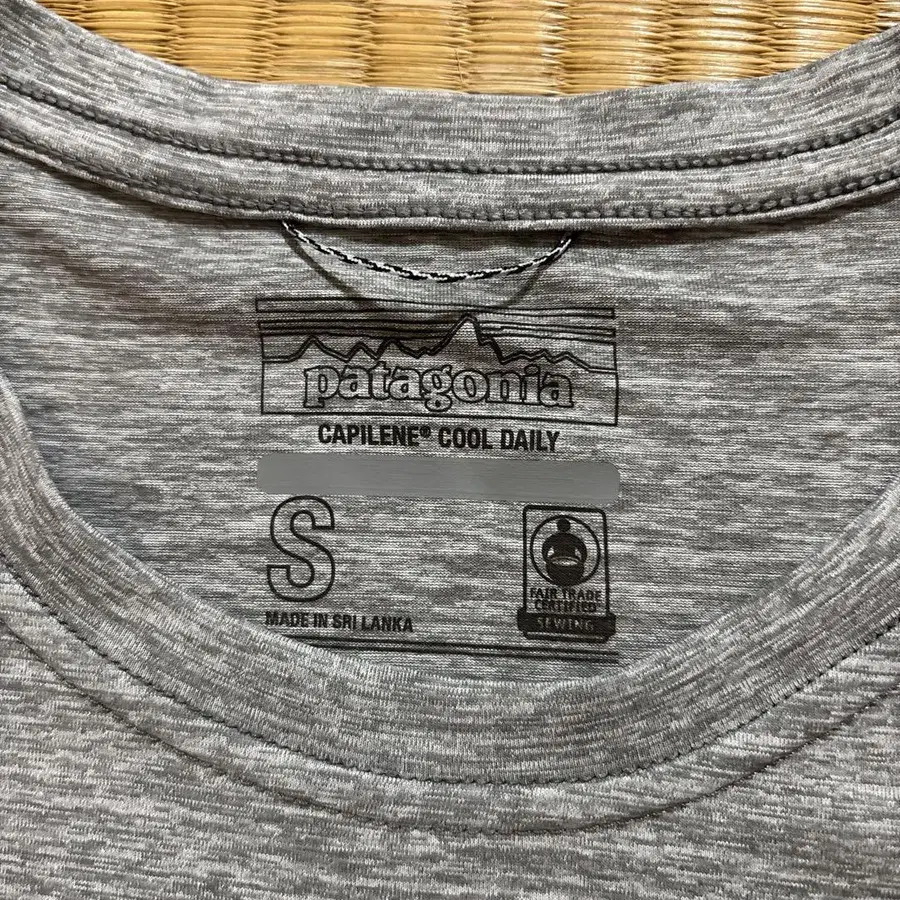 patagonia
CAPILENE® COOL DAILY
S
MADE IN SRI LANKA
FAIR TRADE
CERTIFIED
SEWING